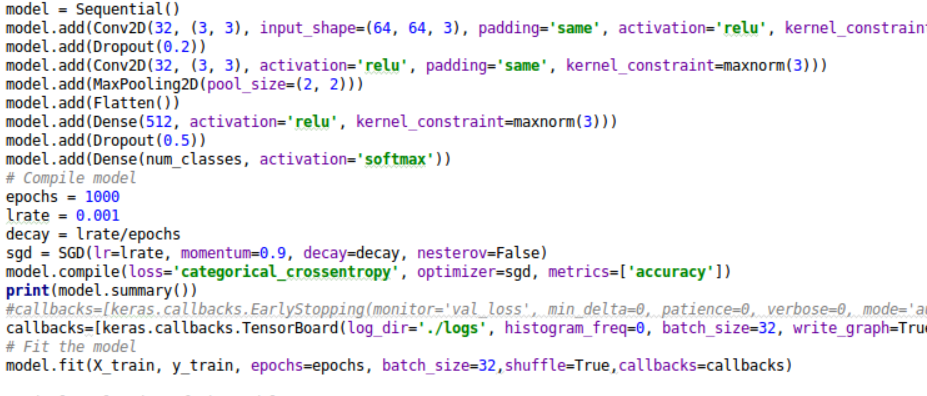 model = Sequential()
model.add(Conv2D(32, (3, 3), input_shape=(64, 64, 3), padding='same', activation='relu', kernel_constraint
model.add(Dropout(0.2))
model.add(Conv2D(32, (3, 3), activation='relu', padding='same', kernel_constraint=maxnorm(3)))
model.add(MaxPooling2D(pool_size=(2, 2)))
model.add(Flatten())
model.add(Dense(512, activation='relu', kernel_constraint=maxnorm(3)))
model.add(Dropout(0.5))
model.add(Dense(num_classes, activation='softmax'))
# Compile model
epochs = 1000
lrate = 0.001
decay = lrate/epochs
sgd = SGD(lr=lrate, momentum=0.9, decay=decay, nesterov=False)
model.compile(loss='categorical_crossentropy', optimizer=sgd, metrics=['accuracy'])
print(model.summary())
#callbacks=[keras.callbacks.EarlyStopping(monitor='val_loss', min_delta=0, patience=0, verbose=0, mode='au
callbacks=[keras.callbacks.TensorBoard(log_dir='./logs', histogram_freq=0, batch_size=32, write_graph=True
# Fit the model
model.fit(X_train, y_train, epochs=epochs, batch_size=32,shuffle=True,callbacks=callbacks)